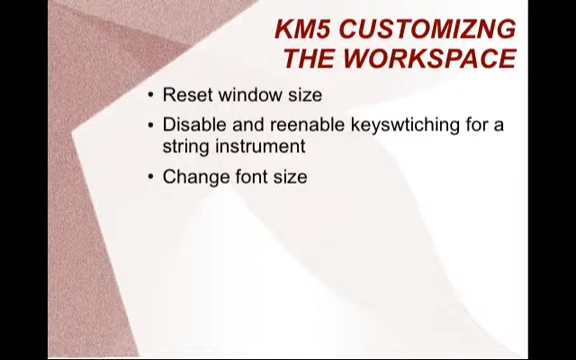 KM5 CUSTOMIZNG
THE WORKSPACE
• Reset window size
• Disable and reenable keyswtiching for a
string instrument
• Change font size